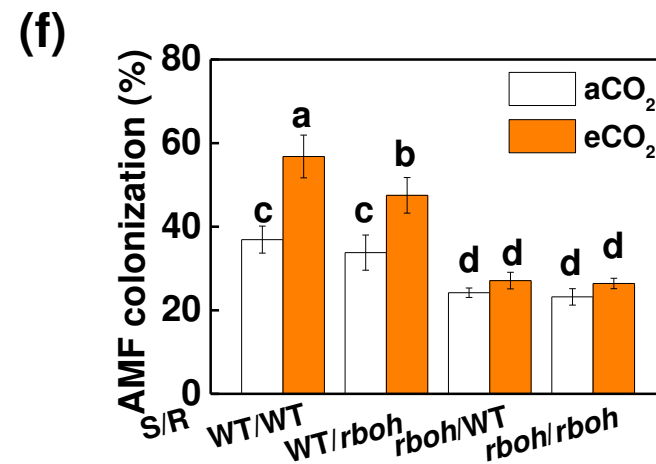 (f)
AMF colonization (%)
80
60
40
20
0
aCO₂
eCO₂
c
a
c
b
d
d
d
d
S/R
WT/WT
WT/rboh
rboh/WT
rboh/rboh